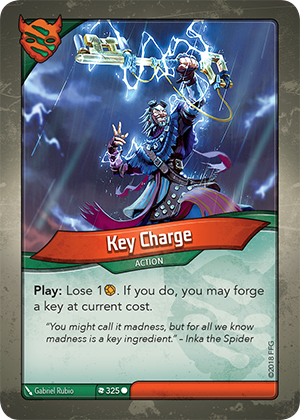 Key Charge
ACTION
Play: Lose 1. If you do, you may forge
a key at current cost.
"You might call it madness, but for all we know
madness is a key ingredient." - Inka the Spider
Gabriel Rubio
325
©2018 FFG